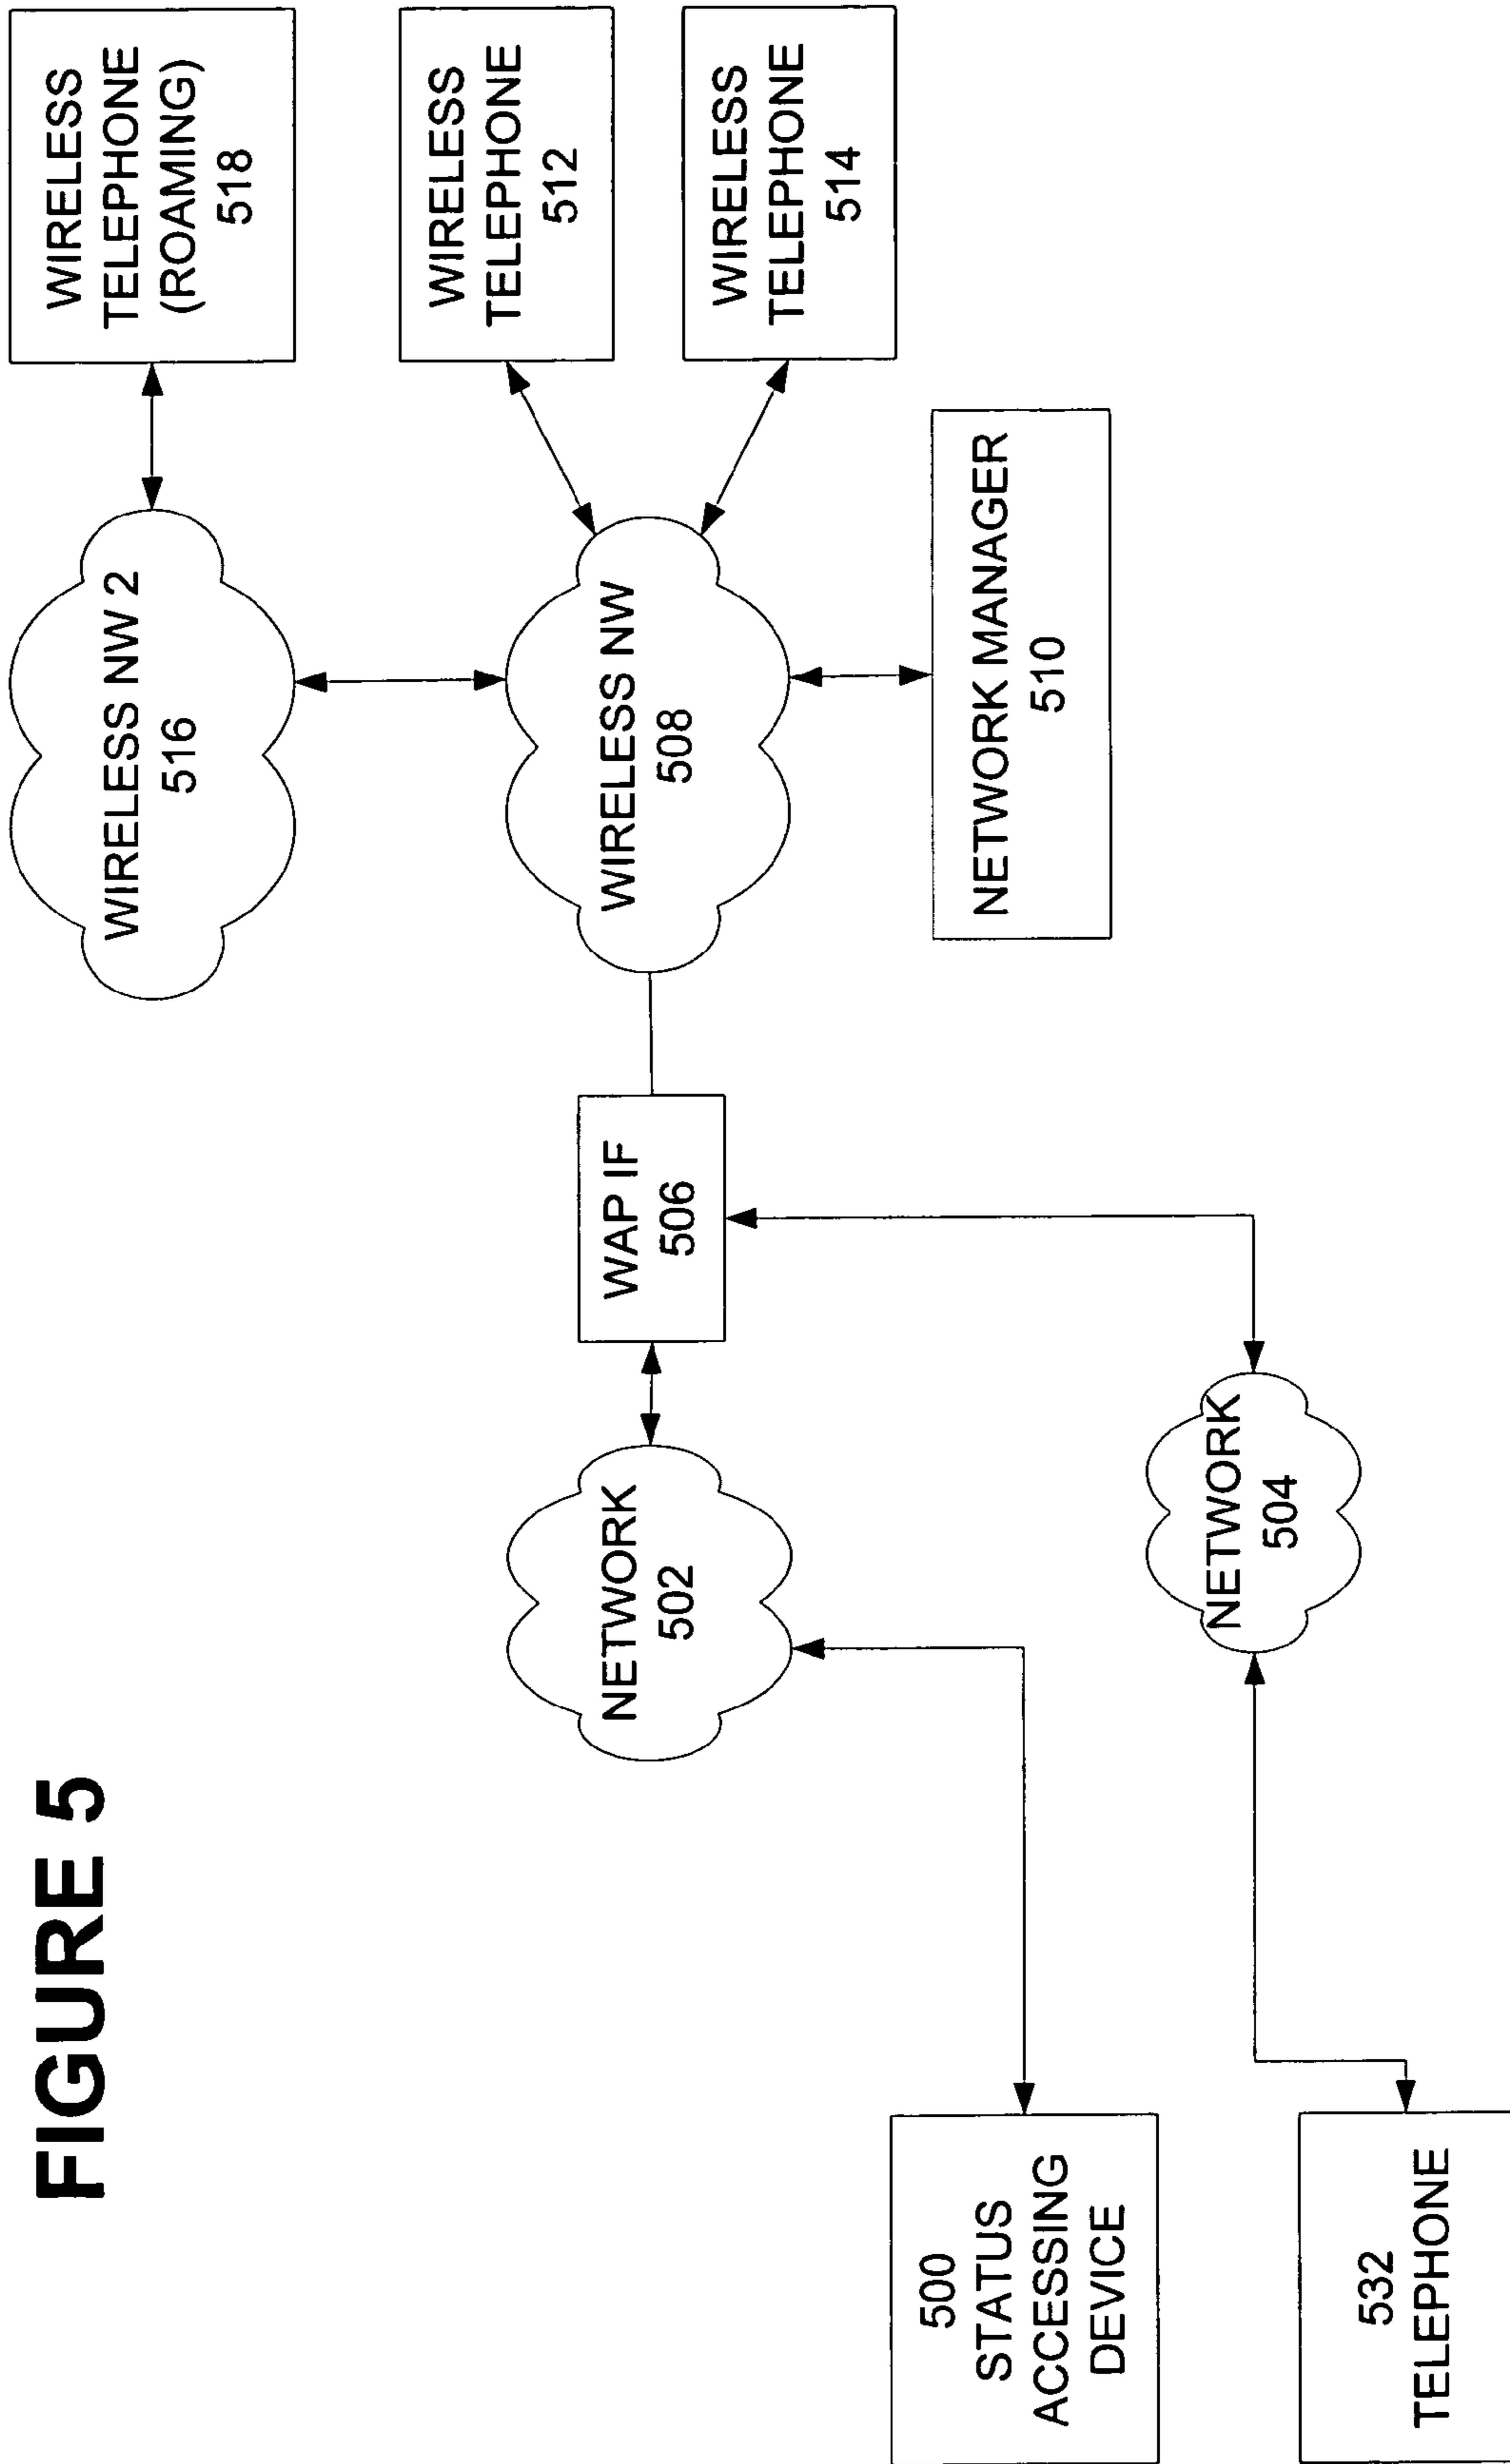 FIGURE 5
WIRELESS NW 2
516
WIRELESS
TELEPHONE
(ROAMING)
518
WIRELESS
TELEPHONE
512
WIRELESS
TELEPHONE
514
NETWORK
502
WAP IF
506
WIRELESS NW
508
NETWORK MANAGER
510
500
STATUS
ACCESSING
DEVICE
NETWORK
504
532
TELEPHONE